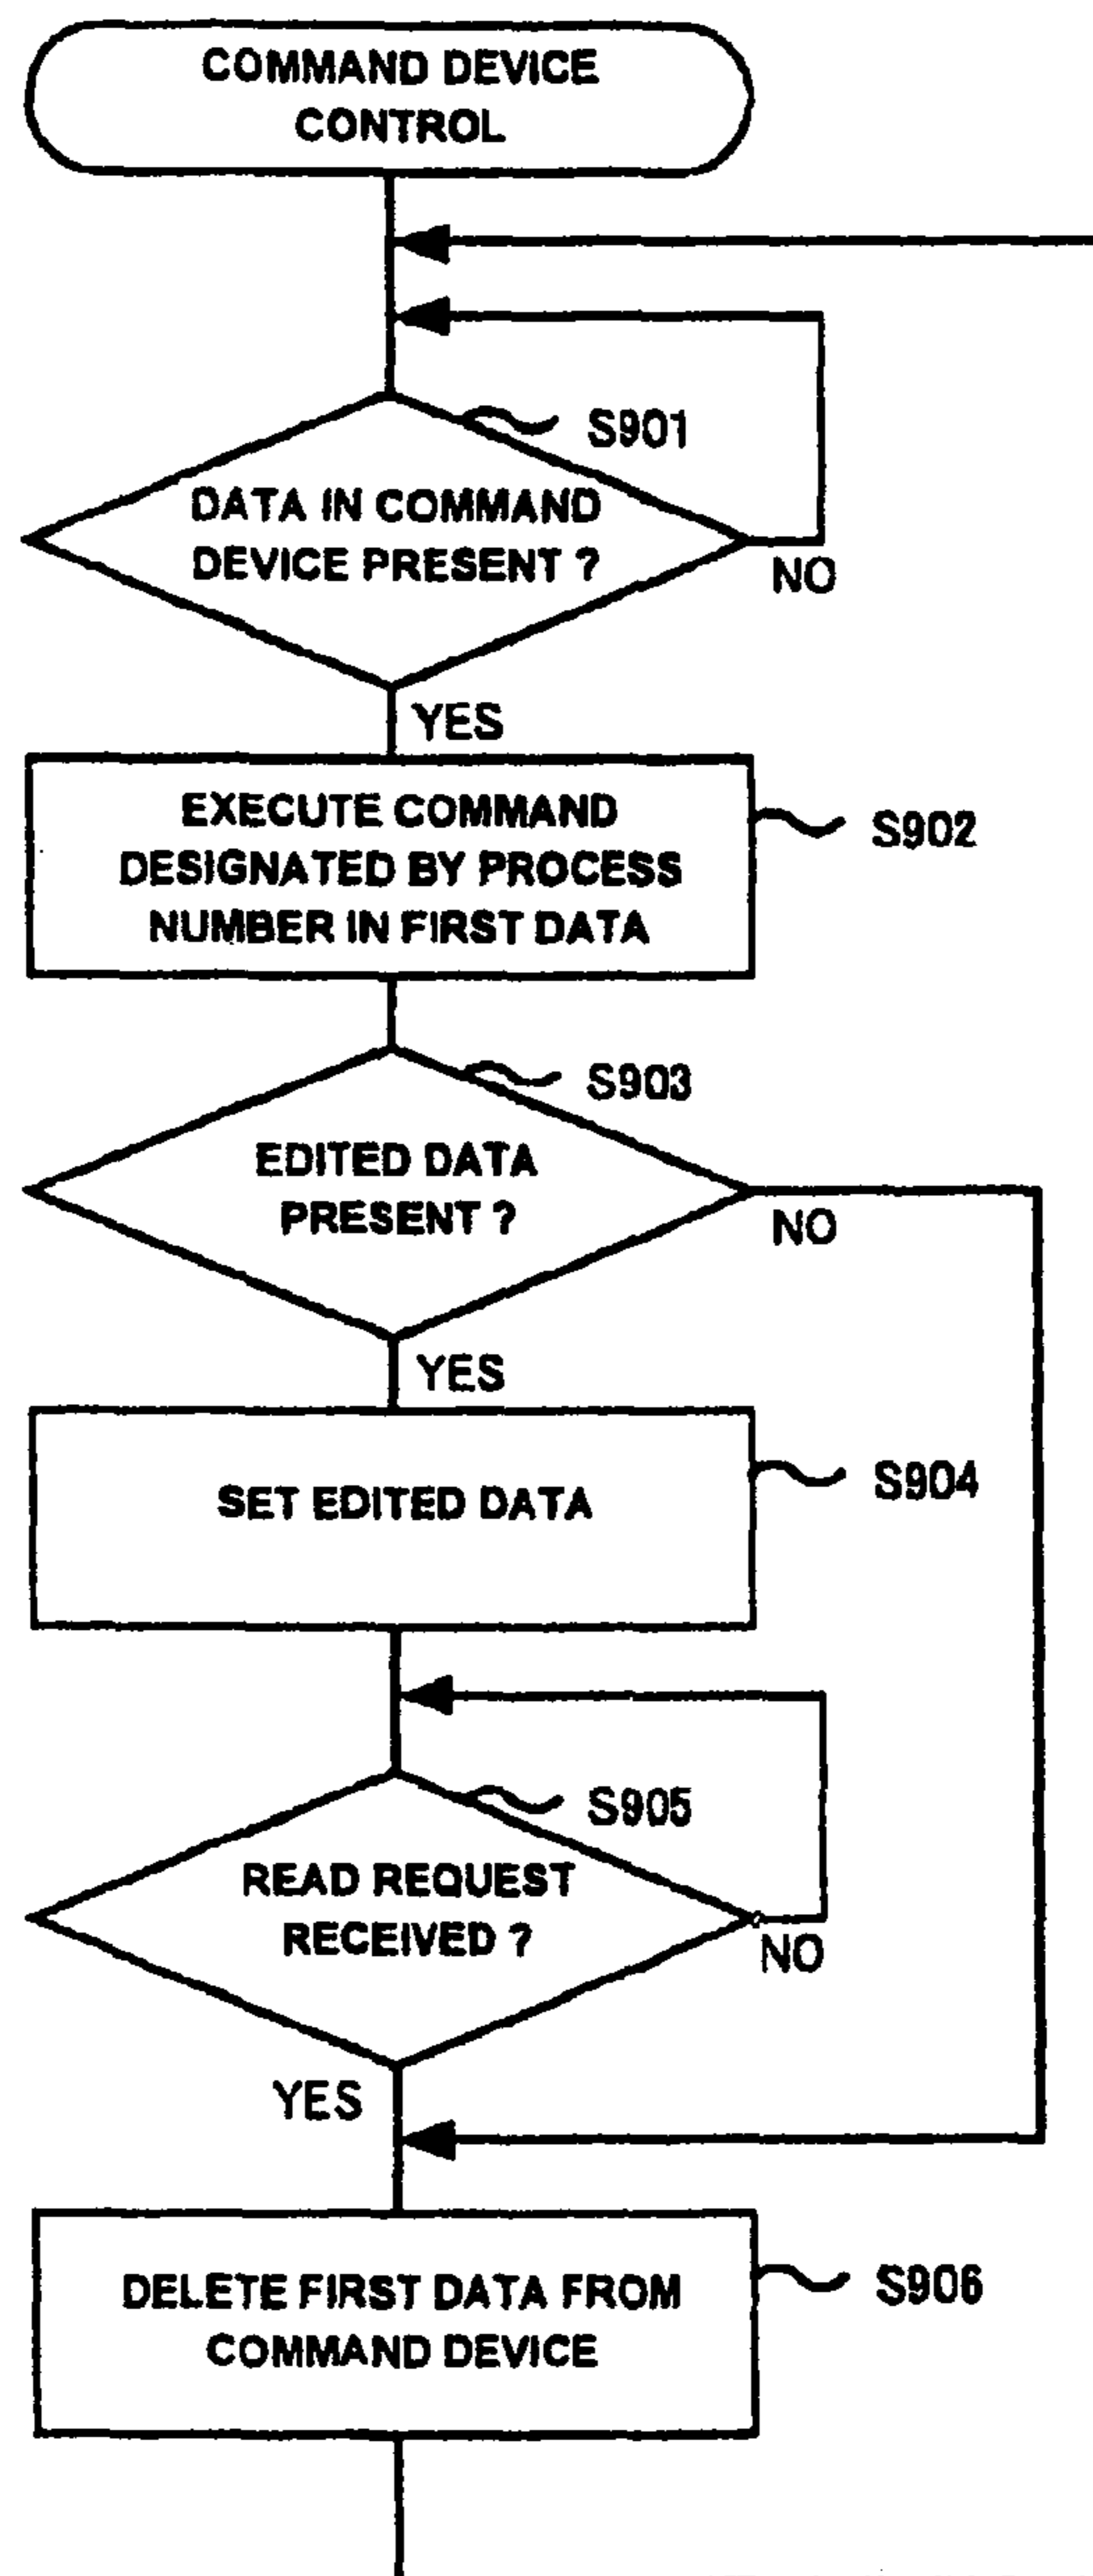 COMMAND DEVICE
CONTROL
S901
DATA IN COMMAND
DEVICE PRESENT ?
NO
YES
EXECUTE COMMAND
DESIGNATED BY PROCESS
NUMBER IN FIRST DATA
S902
S903
EDITED DATA
PRESENT ?
NO
YES
SET EDITED DATA
S904
S905
READ REQUEST
RECEIVED ?
NO
YES
DELETE FIRST DATA FROM
COMMAND DEVICE
S906